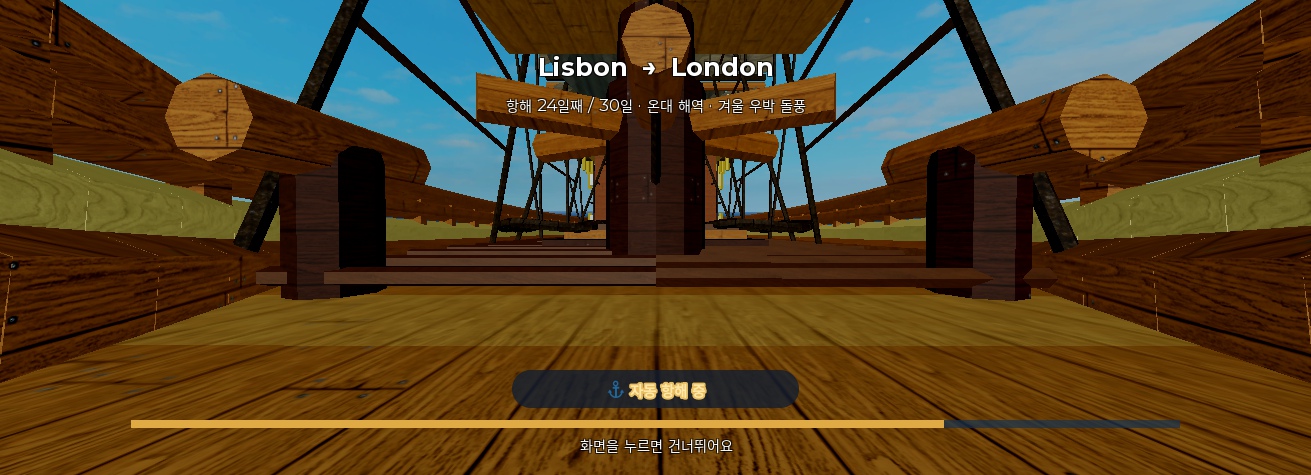 Lisbon → London
항해 24일째 / 30일 · 온대 해역 · 겨울 우박 돌풍
⚓ 자동 항해 중
화면을 누르면 건너뛰어요